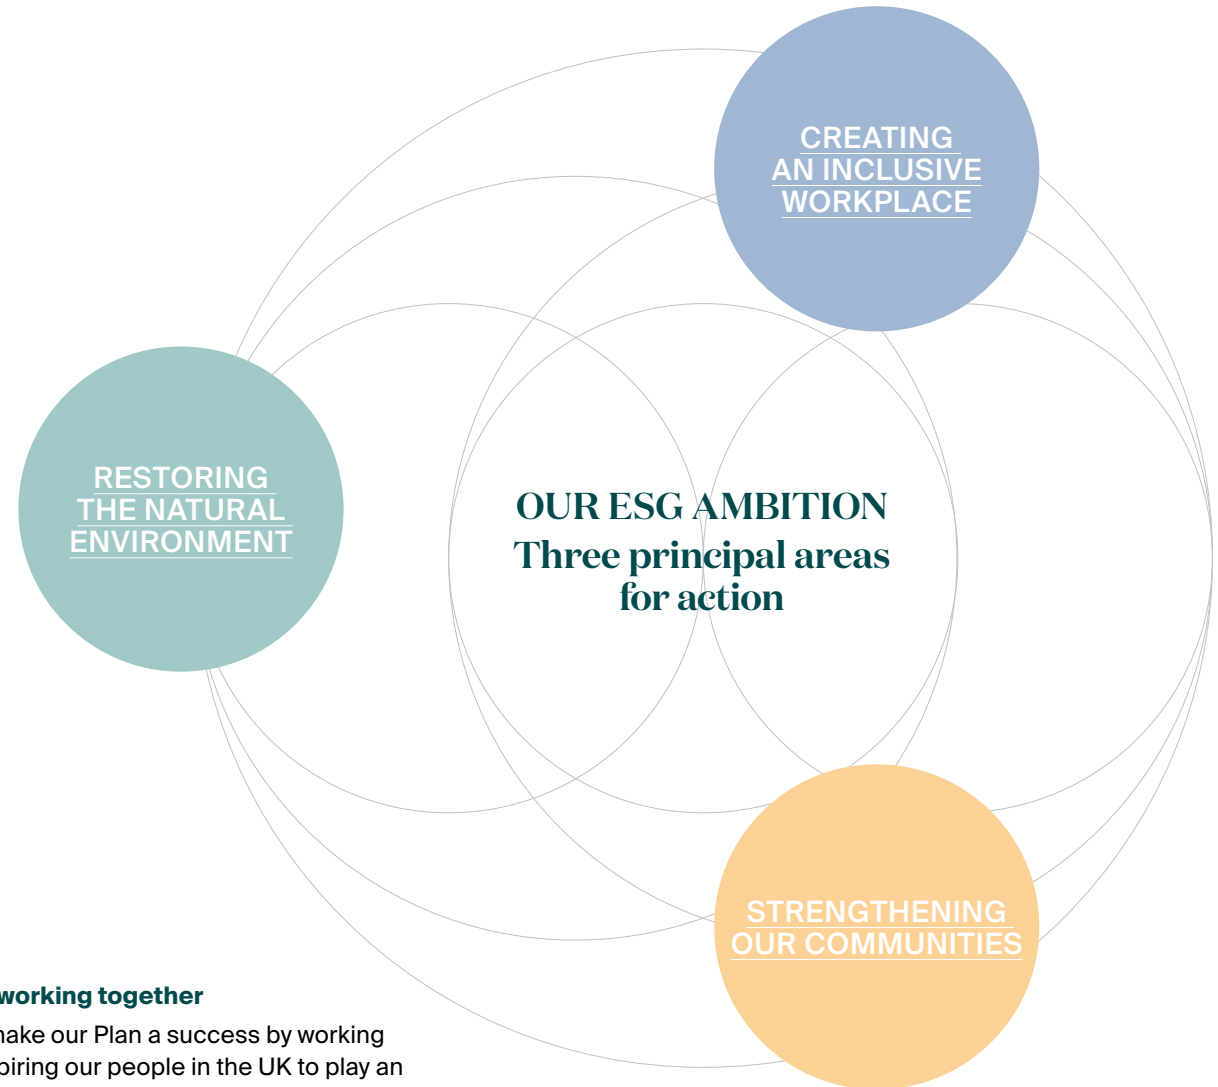 CREATING
AN INCLUSIVE
WORKPLACE
RESTORING
THE NATURAL
ENVIRONMENT
OUR ESG AMBITION
Three principal areas
for action
STRENGTHENING
OUR COMMUNITIES
working together
make our Plan a success by working
piring our people in the UK to play an